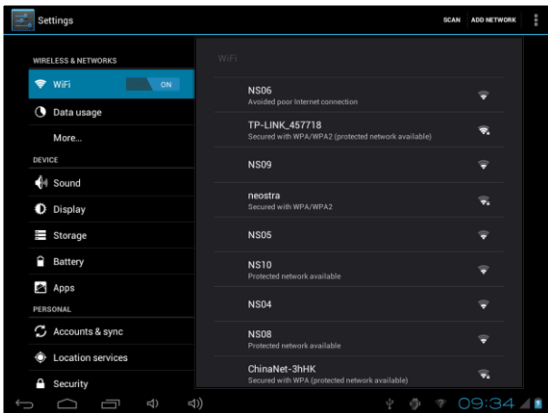 Settings
SCAN ADD NETWORK
WIRELESS & NETWORKS
WiFi ON
Data usage
More...
DEVICE
Sound
Display
Storage
Battery
Apps
PERSONAL
Accounts & sync
Location services
Security
WiFi
NS06
Avoided poor Internet connection
TP-LINK_457718
Secured with WPA/WPA2 (protected network available)
NS09
neostra
Secured with WPA/WPA2
NS05
NS10
Protected network available
NS04
NS08
Protected network available
ChinaNet-3hHK
Secured with WPA (protected network available)
09:34